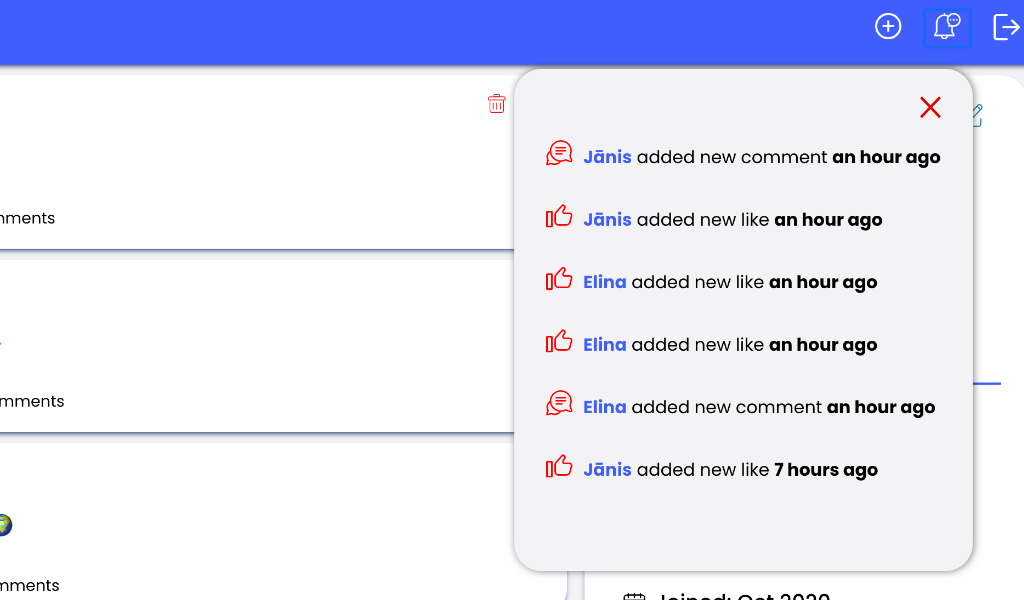 Jānis added new comment an hour ago
Jānis added new like an hour ago
Elina added new like an hour ago
Elina added new like an hour ago
Elina added new comment an hour ago
Jānis added new like 7 hours ago
mments
mments
mments
Joined: Oct 2020